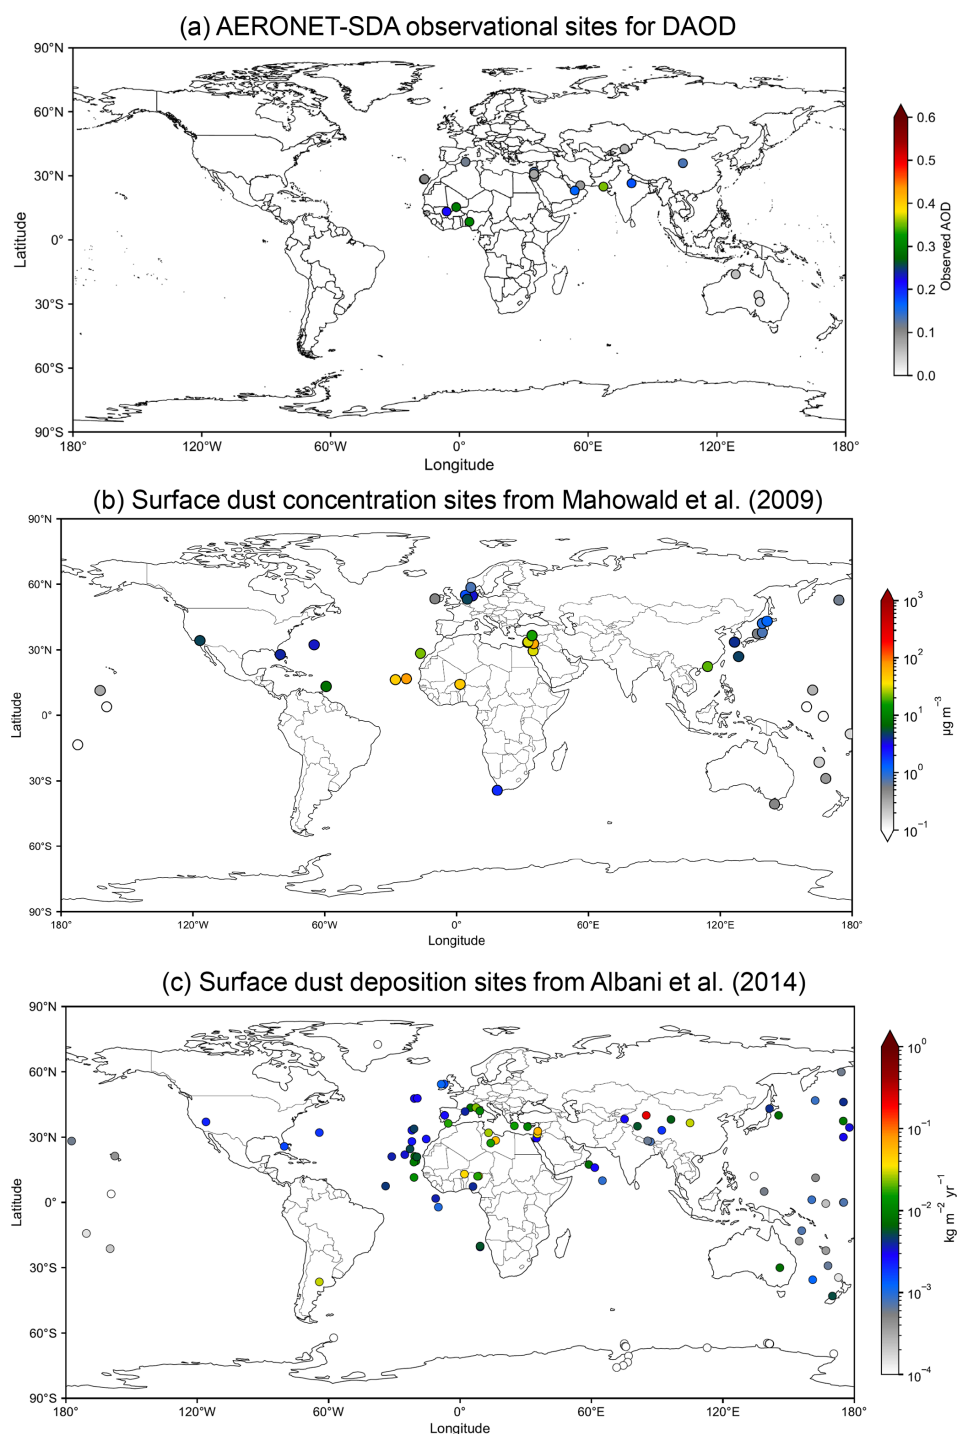 (a) AERONET-SDA observational sites for DAOD
90°N
60°N
30°N
0°
30°S
60°S
90°S
Latitude
180°
120°W
60°W
0°
60°E
120°E
180°
Longitude
0.6
0.5
0.4
0.3
0.2
0.1
0.0
Observed AOD
(b) Surface dust concentration sites from Mahowald et al. (2009)
90°N
60°N
30°N
0°
30°S
60°S
90°S
Latitude
180°
120°W
60°W
0°
60°E
120°E
180°
Longitude
10³
10²
10¹
10⁰
10⁻¹
µg m⁻³
(c) Surface dust deposition sites from Albani et al. (2014)
90°N
60°N
30°N
0°
30°S
60°S
90°S
Latitude
180°
120°W
60°W
0°
60°E
120°E
180°
Longitude
10⁰
10⁻¹
10⁻²
10⁻³
10⁻⁴
kg m⁻² yr⁻¹